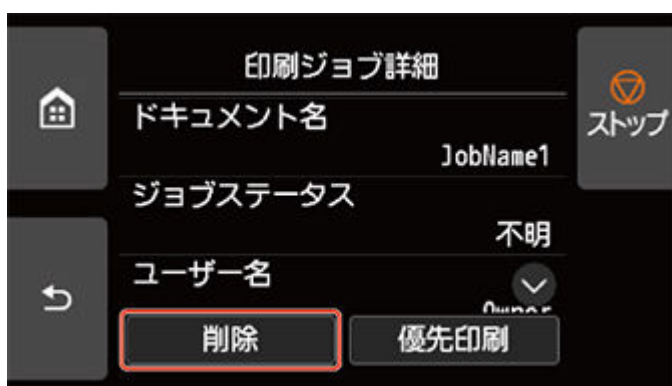 印刷ジョブ詳細
ドキュメント名
JobName1
ジョブステータス
不明
ユーザー名
削除
優先印刷
ストップ